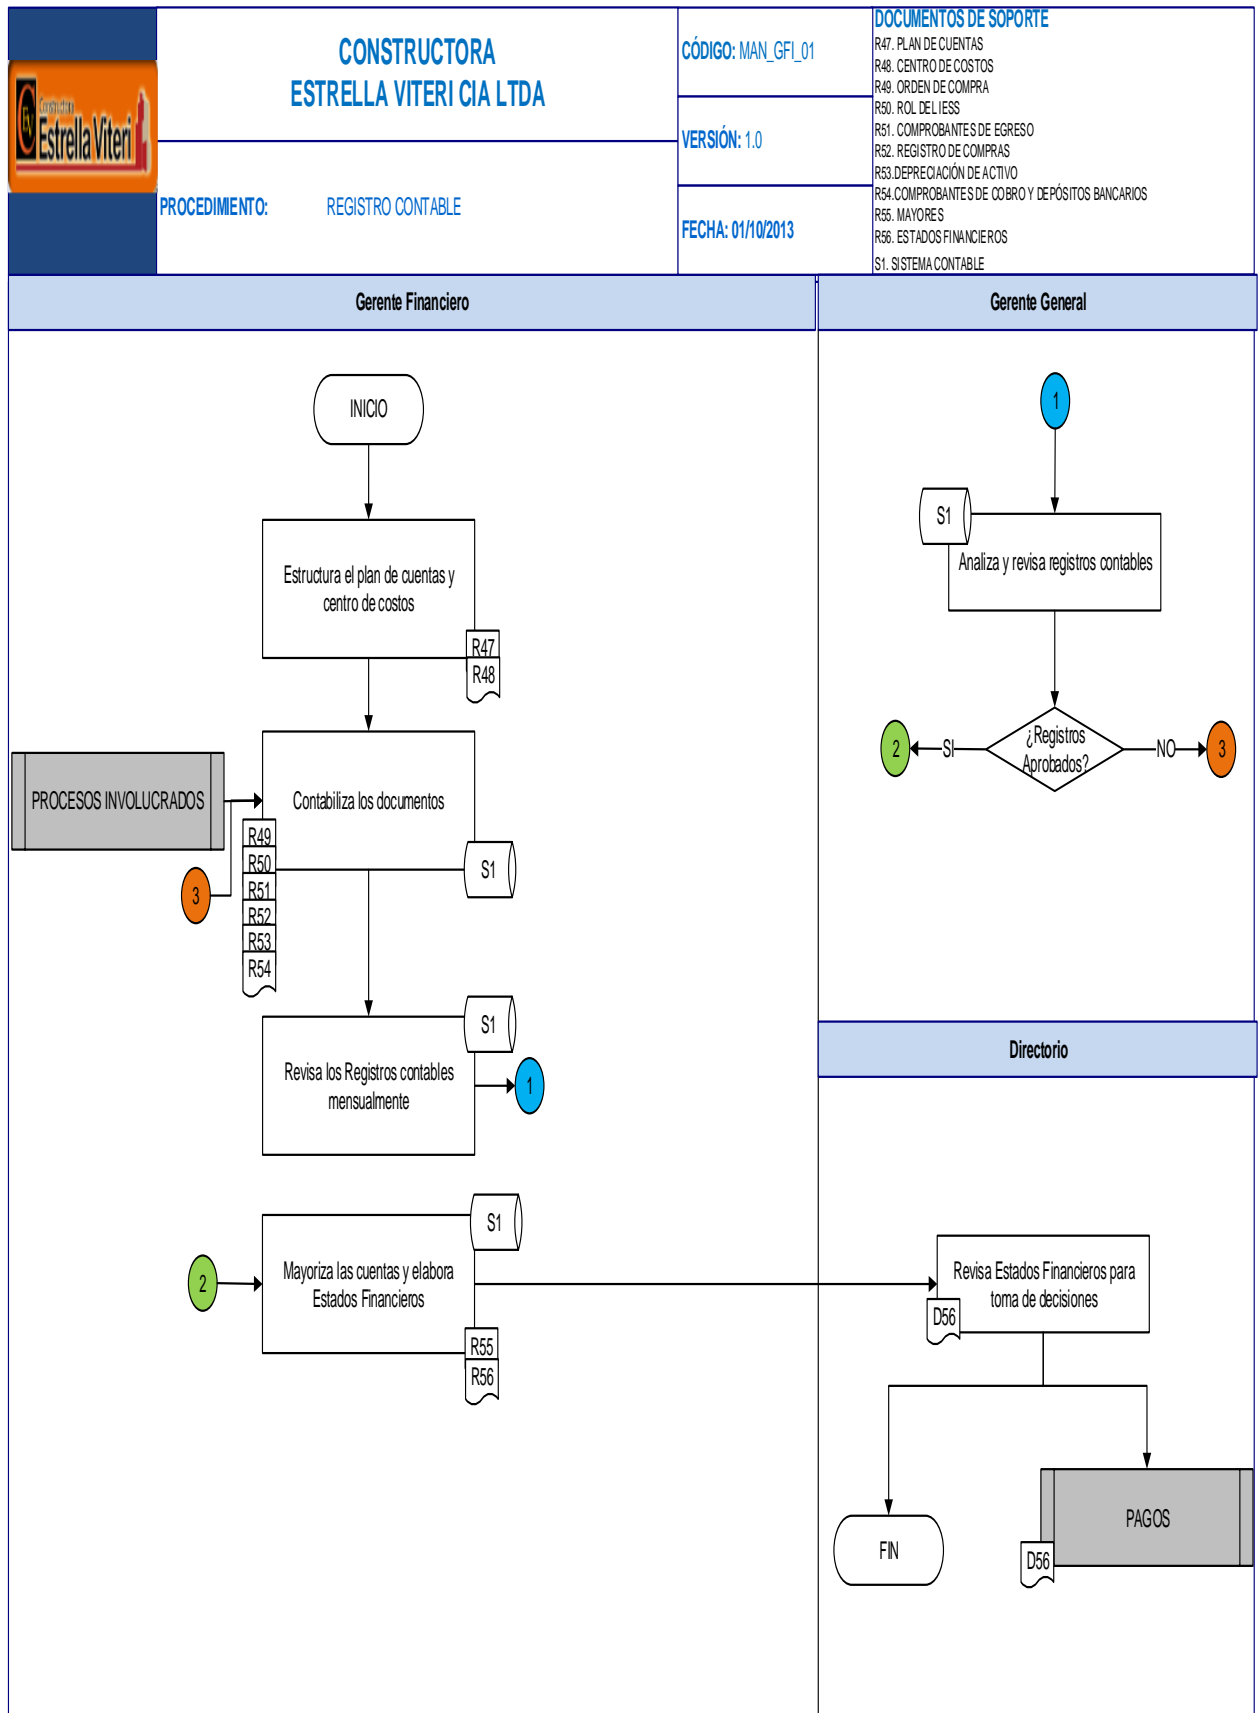 Constructora
Ev
Estrella Viteri
CONSTRUCTORA
ESTRELLA VITERI CIA LTDA
PROCEDIMIENTO: REGISTRO CONTABLE
CÓDIGO: MAN_GFI_01
VERSIÓN: 1.0
FECHA: 01/10/2013
DOCUMENTOS DE SOPORTE
R47. PLAN DE CUENTAS
R48. CENTRO DE COSTOS
R49. ORDEN DE COMPRA
R50. ROL DEL IESS
R51. COMPROBANTES DE EGRESO
R52. REGISTRO DE COMPRAS
R53.DEPRECIACIÓN DE ACTIVO
R54.COMPROBANTES DE COBRO Y DEPÓSITOS BANCARIOS
R55. MAYORES
R56. ESTADOS FINANCIEROS
S1. SISTEMA CONTABLE
Gerente Financiero
INICIO
Estructura el plan de cuentas y
centro de costos
R47
R48
PROCESOS INVOLUCRADOS
Contabiliza los documentos
R49
R50
R51
R52
R53
R54
S1
3
S1
Revisa los Registros contables
mensualmente
1
S1
2
Mayoriza las cuentas y elabora
Estados Financieros
R55
R56
Gerente General
1
S1
Analiza y revisa registros contables
¿Registros
Aprobados?
SI
2
NO
3
Directorio
Revisa Estados Financieros para
toma de decisiones
D56
FIN
PAGOS
D56